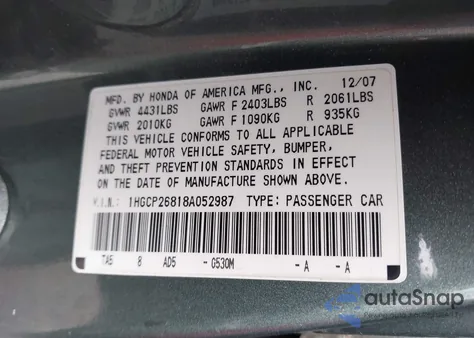 MFD. BY HONDA OF AMERICA MFG., INC. 12/07
GVWR 4431LBS GAWR F 2403LBS R 2061LBS
GVWR 2010KG GAWR F 1090KG R 935KG
THIS VEHICLE CONFORMS TO ALL APPLICABLE
FEDERAL MOTOR VEHICLE SAFETY, BUMPER,
AND THEFT PREVENTION STANDARDS IN EFFECT
ON THE DATE OF MANUFACTURE SHOWN ABOVE.
V.I.N.: 1HGCP26818A052987 TYPE: PASSENGER CAR
TA5 8 AD5 -G530M -A -A
autoSnap